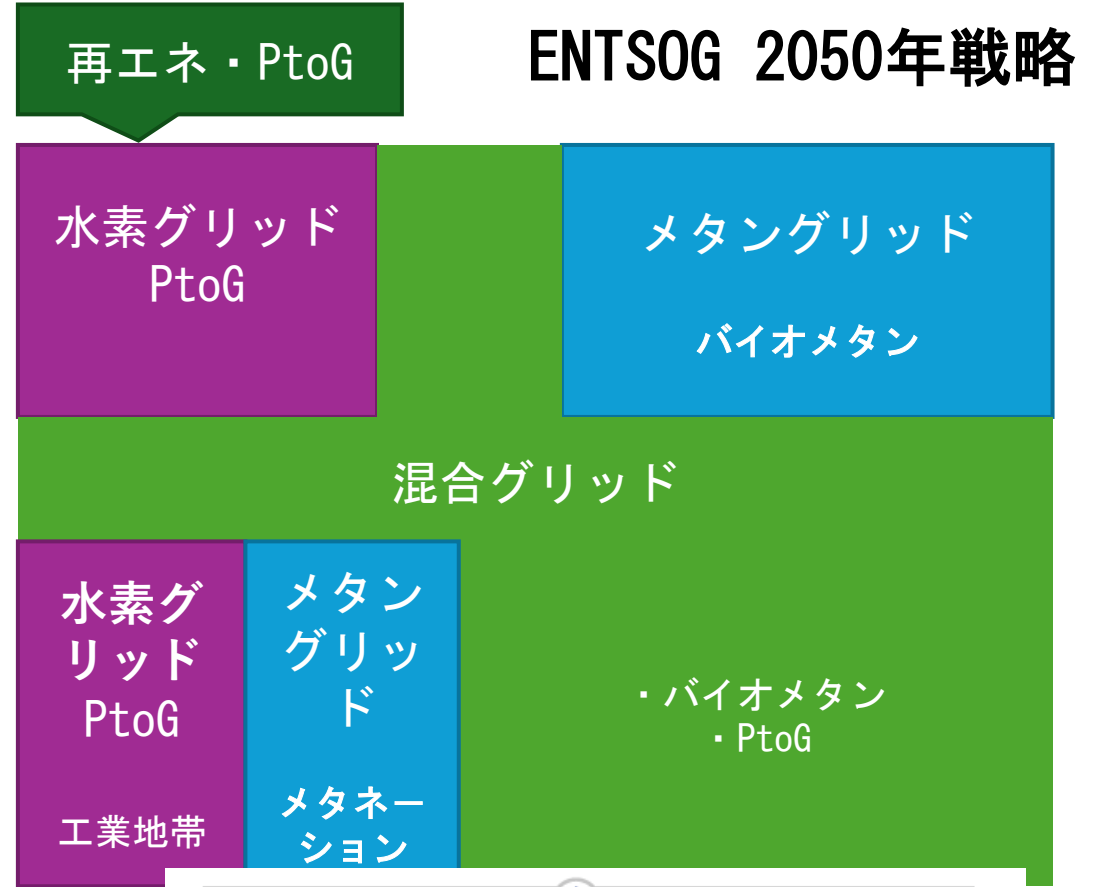 再エネ・PtoG
ENTSOG 2050年戦略
水素グリッド
PtoG
メタングリッド
バイオメタン
混合グリッド
水素グ
リッド
PtoG
工業地帯
メタン
グリッ
ド
メタネー
ション
・バイオメタン
・PtoG